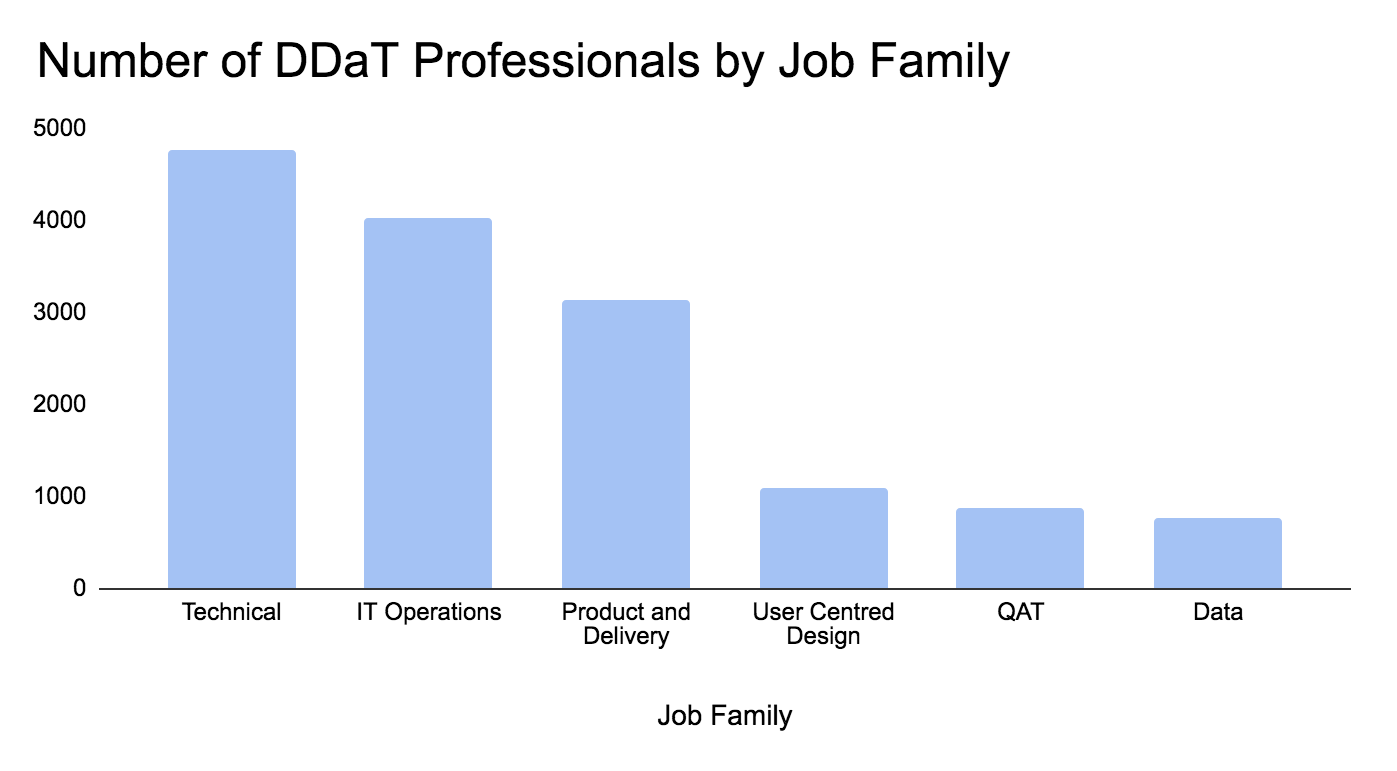 Number of DDaT Professionals by Job Family
5000
4000
3000
2000
1000
0
Technical
IT Operations
Product and
Delivery
User Centred
Design
QAT
Data
Job Family